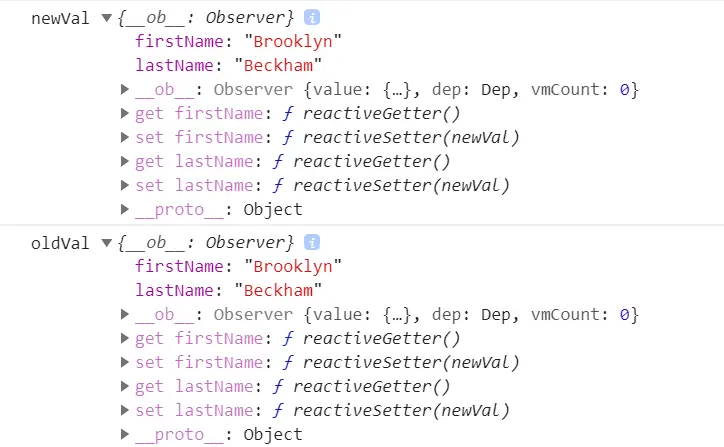 newVal ▼{__ob__: Observer} i
firstName: "Brooklyn"
lastName: "Beckham"
▶__ob__: Observer {value: {…}, dep: Dep, vmCount: 0}
▶get firstName: ƒ reactiveGetter()
▶set firstName: ƒ reactiveSetter(newVal)
▶get lastName: ƒ reactiveGetter()
▶set lastName: ƒ reactiveSetter(newVal)
▶__proto__: Object
oldVal ▼{__ob__: Observer} i
firstName: "Brooklyn"
lastName: "Beckham"
▶__ob__: Observer {value: {…}, dep: Dep, vmCount: 0}
▶get firstName: ƒ reactiveGetter()
▶set firstName: ƒ reactiveSetter(newVal)
▶get lastName: ƒ reactiveGetter()
▶set lastName: ƒ reactiveSetter(newVal)
▶__proto__: Object